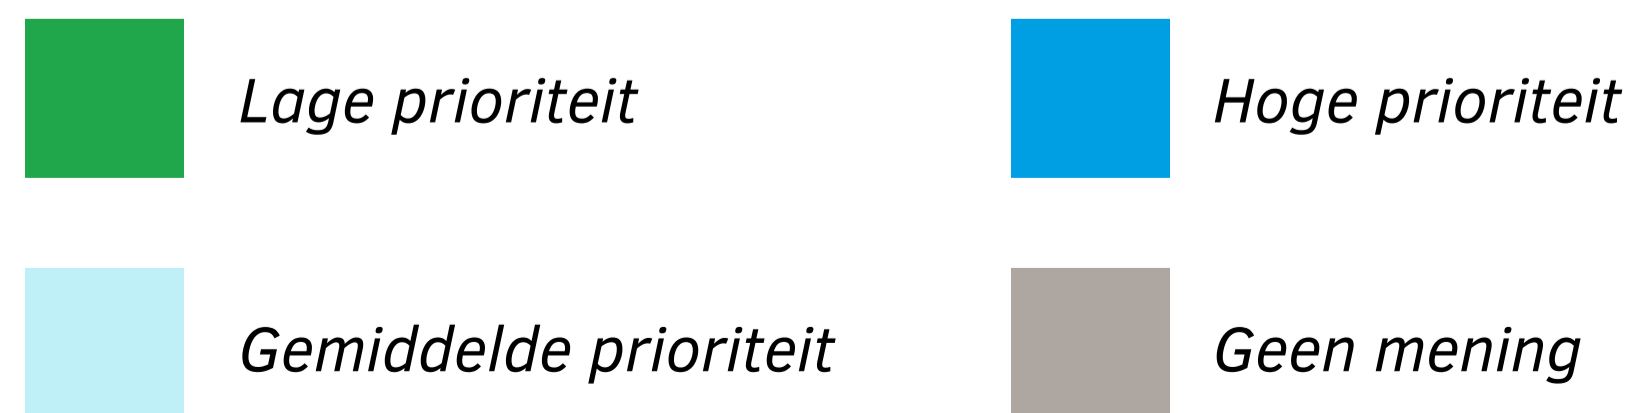 Lage prioriteit
Hoge prioriteit
Gemiddelde prioriteit
Geen mening